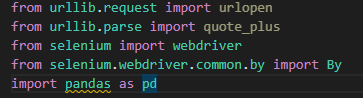 from urllib.request import urlopen
from urllib.parse import quote_plus
from selenium import webdriver
from selenium.webdriver.common.by import By
import pandas as pd